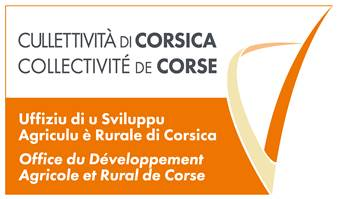 CULLETTIVITÀ DI CORSICA
COLLECTIVITÉ DE CORSE
Uffiziu di u Sviluppu
Agriculu è Rurale di Corsica
Office du Développement
Agricole et Rural de Corse